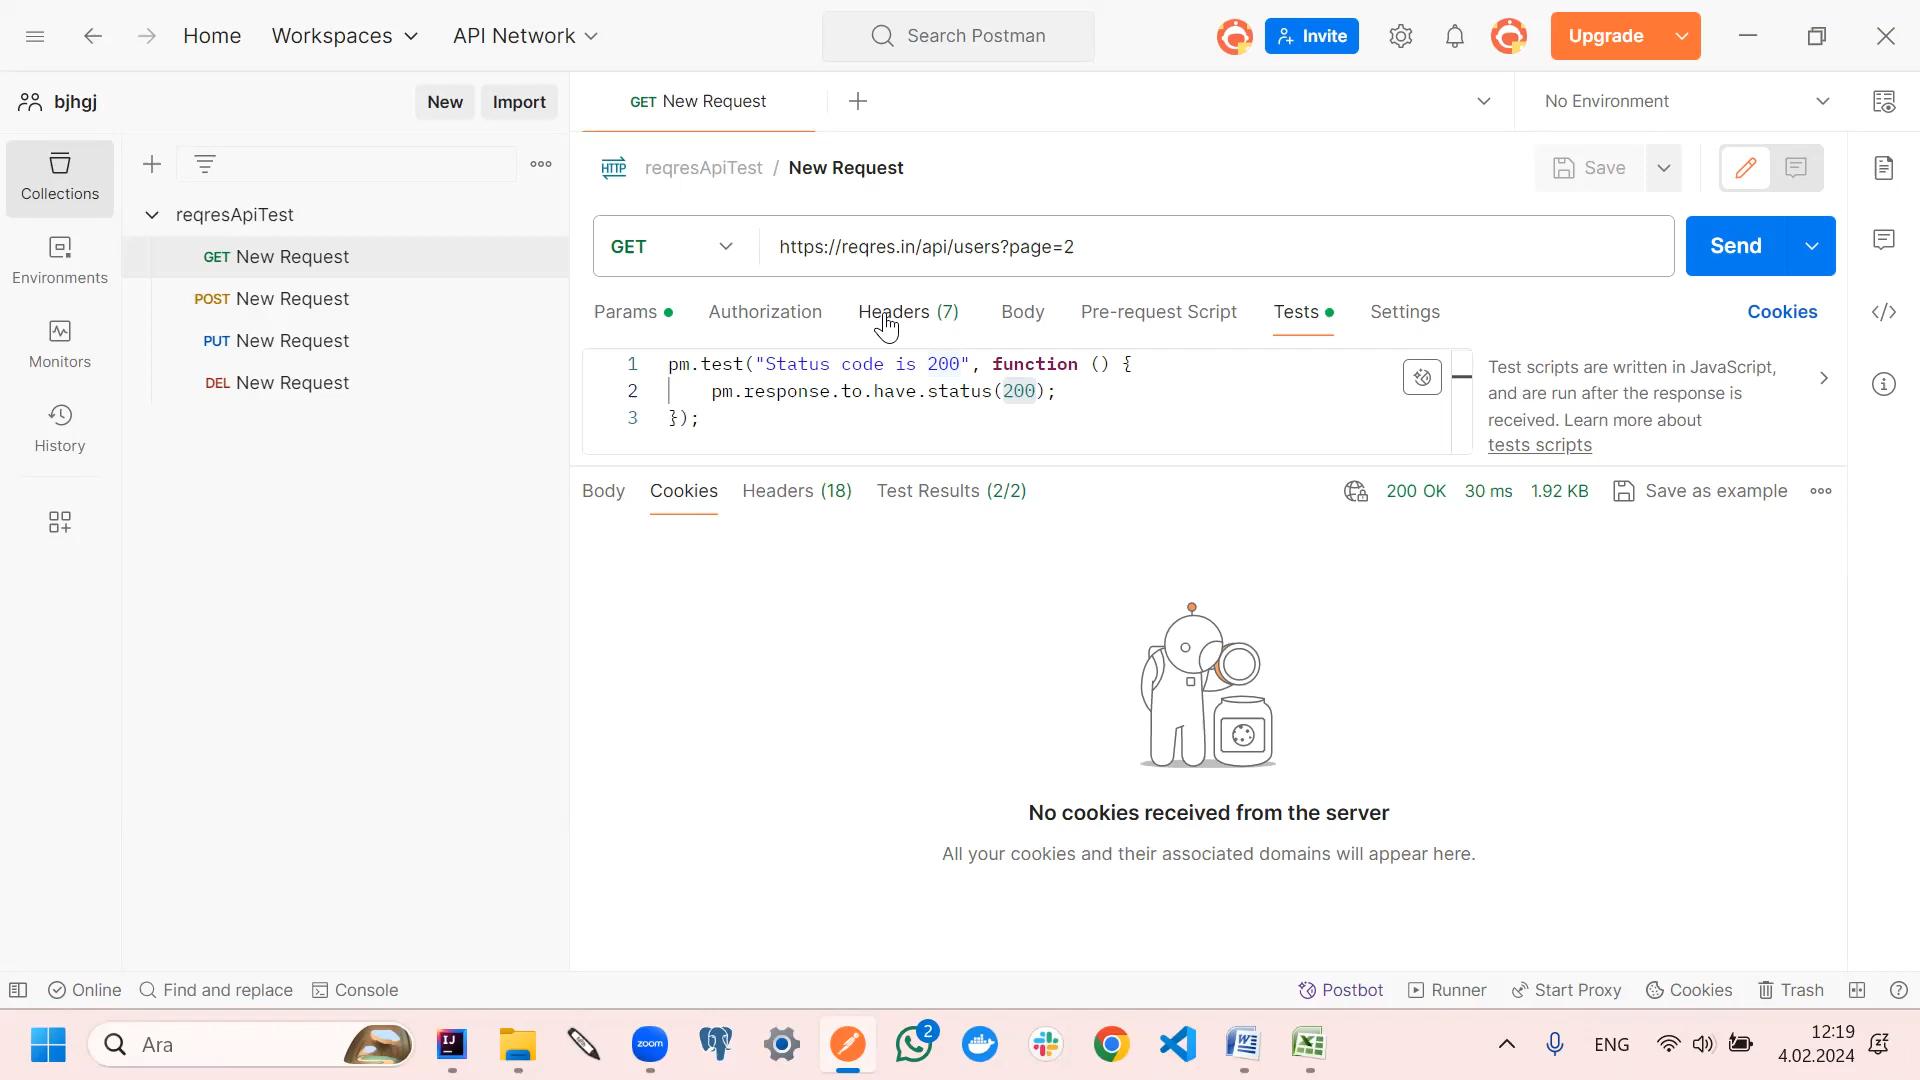 Home
Workspaces
API Network
Search Postman
Invite
Upgrade
bjhgj
New
Import
GET New Request
No Environment
Collections
Environments
Monitors
History
reqresApiTest
GET New Request
POST New Request
PUT New Request
DEL New Request
HTTP
reqresApiTest / New Request
Save
GET
https://reqres.in/api/users?page=2
Send
Params
Authorization
Headers (7)
Body
Pre-request Script
Tests
Settings
Cookies
1 pm.test("Status code is 200", function () {
2 pm.response.to.have.status(200);
3 });
Test scripts are written in JavaScript,
and are run after the response is
received. Learn more about
tests scripts
Body
Cookies
Headers (18)
Test Results (2/2)
200 OK
30 ms
1.92 KB
Save as example
No cookies received from the server
All your cookies and their associated domains will appear here.
Online
Find and replace
Console
Postbot
Runner
Start Proxy
Cookies
Trash
Ara
IJ
zoom
2
ENG
12:19
4.02.2024